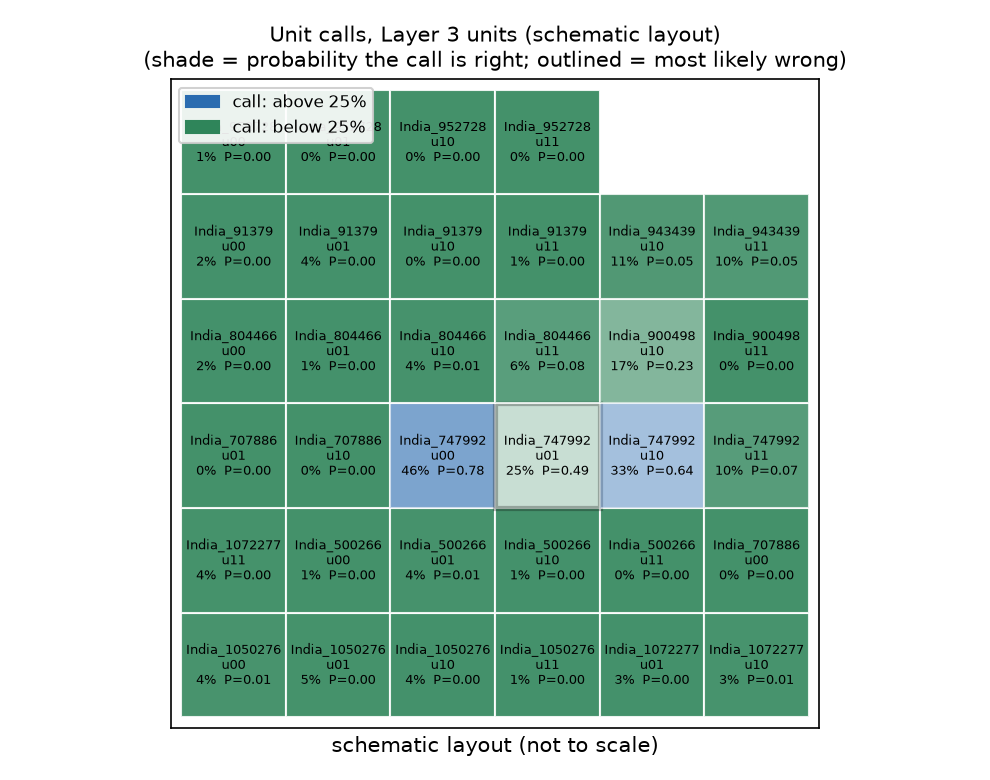 Unit calls, Layer 3 units (schematic layout)
(shade = probability the call is right; outlined = most likely wrong)
call: above 25%
call: below 25%
1% P=0.00
0% P=0.00
India_952728
u10
0% P=0.00
India_952728
u11
0% P=0.00
India_91379
u00
2% P=0.00
India_91379
u01
4% P=0.00
India_91379
u10
0% P=0.00
India_91379
u11
1% P=0.00
India_943439
u10
11% P=0.05
India_943439
u11
10% P=0.05
India_804466
u00
2% P=0.00
India_804466
u01
1% P=0.00
India_804466
u10
4% P=0.01
India_804466
u11
6% P=0.08
India_900498
u10
17% P=0.23
India_900498
u11
0% P=0.00
India_707886
u01
0% P=0.00
India_707886
u10
0% P=0.00
India_747992
u00
46% P=0.78
India_747992
u01
25% P=0.49
India_747992
u10
33% P=0.64
India_747992
u11
10% P=0.07
India_1072277
u11
4% P=0.00
India_500266
u00
1% P=0.00
India_500266
u01
4% P=0.01
India_500266
u10
1% P=0.00
India_500266
u11
0% P=0.00
India_707886
u00
0% P=0.00
India_1050276
u00
4% P=0.01
India_1050276
u01
5% P=0.00
India_1050276
u10
4% P=0.00
India_1050276
u11
1% P=0.00
India_1072277
u01
3% P=0.00
India_1072277
u10
3% P=0.01
schematic layout (not to scale)